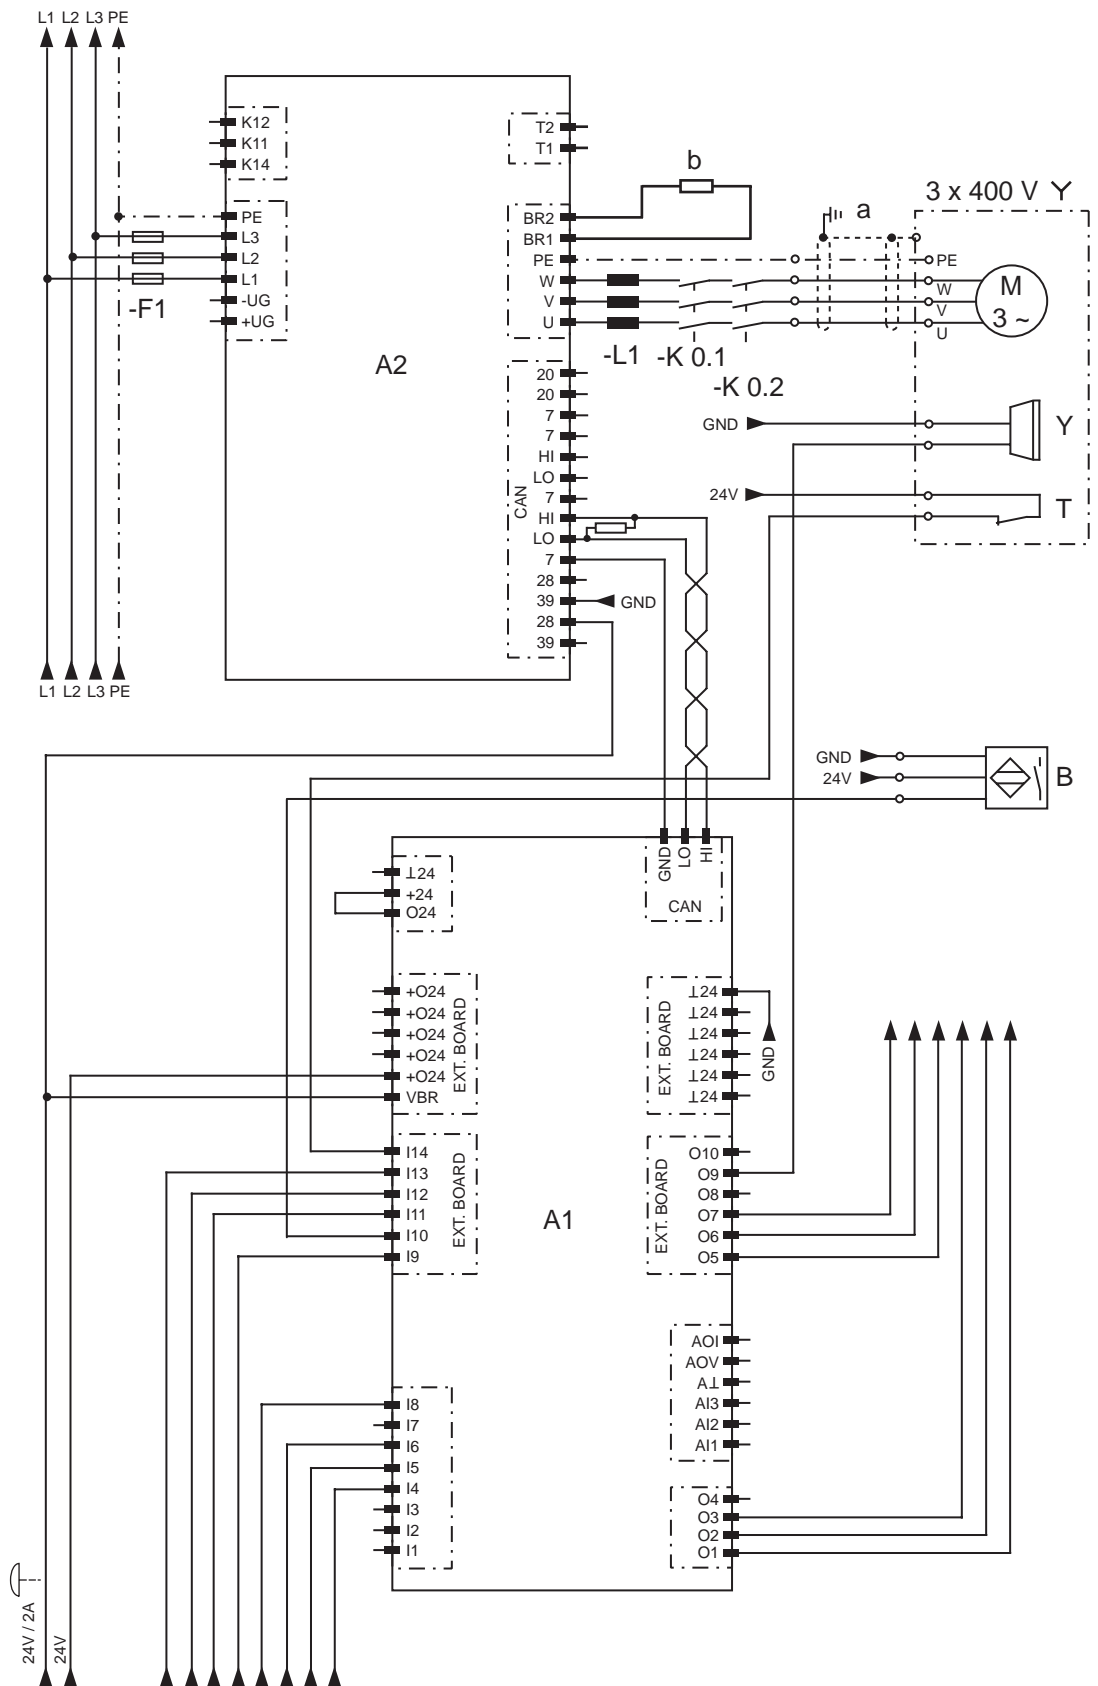 L1 L2 L3 PE
K12
K11
K14
T2
T1
PE
L3
L2
L1
-UG
+UG
-F1
A2
BR2
BR1
PE
W
V
U
b
a
3 x 400 V Y
PE
W
V
U
M
3 ~
-L1
-K 0.1
-K 0.2
CAN
20
20
7
7
HI
LO
7
HI
LO
7
28
39
28
39
GND
GND
Y
24V
T
L1 L2 L3 PE
GND
24V
B
GND
LO
HI
CAN
⊥24
+24
O24
+O24
+O24
+O24
+O24
+O24
VBR
EXT. BOARD
EXT. BOARD
⊥24
⊥24
⊥24
⊥24
⊥24
⊥24
GND
I14
I13
I12
I11
I10
I9
EXT. BOARD
A1
EXT. BOARD
O10
O9
O8
O7
O6
O5
AOI
AOV
A⊥
AI3
AI2
AI1
I8
I7
I6
I5
I4
I3
I2
I1
O4
O3
O2
O1
24V / 2A
24V